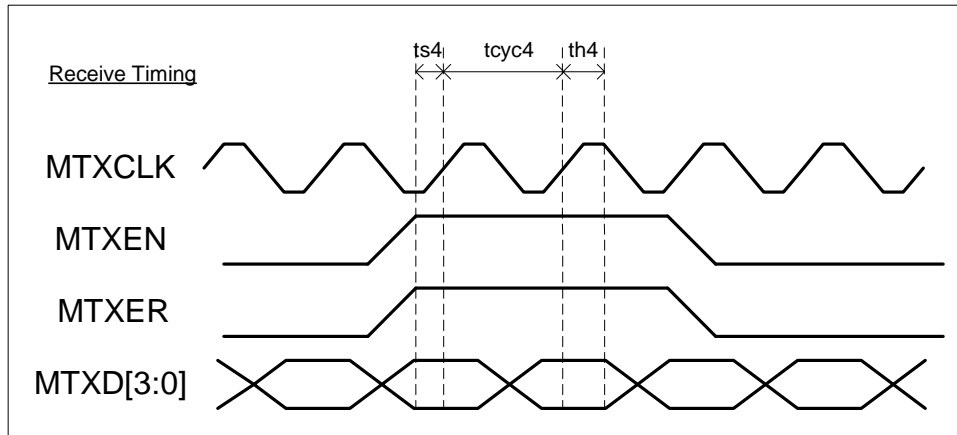 ts4 tcyc4 th4
Receive Timing
MTXCLK
MTXEN
MTXER
MTXD[3:0]